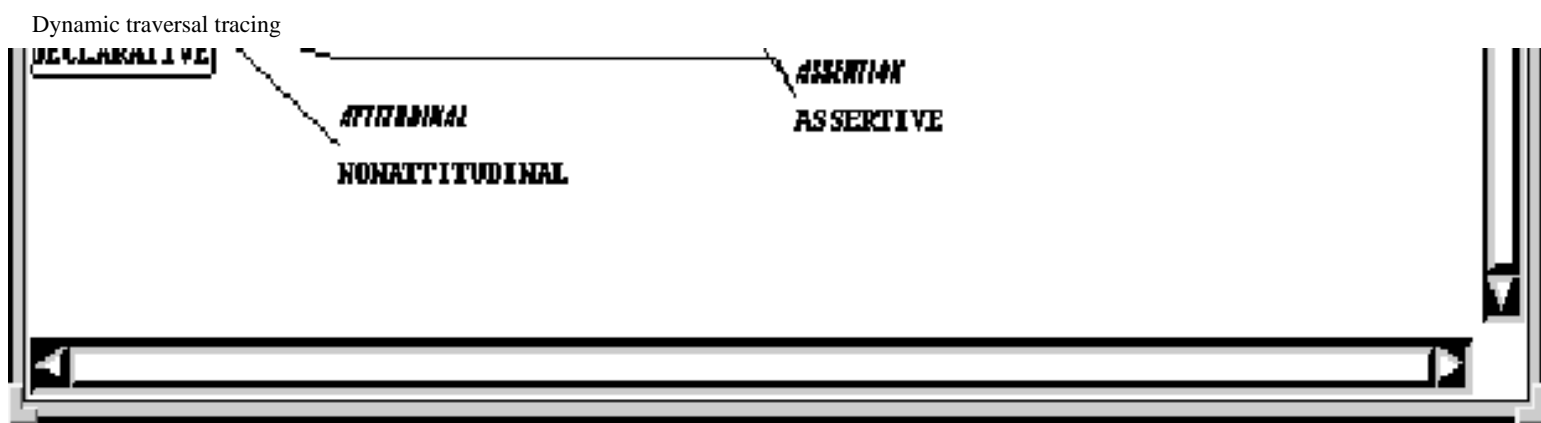 Dynamic traversal tracing
DECLARATIVE
ASSERTION
ATTITUDINAL
ASSERTIVE
NONATTITUDINAL